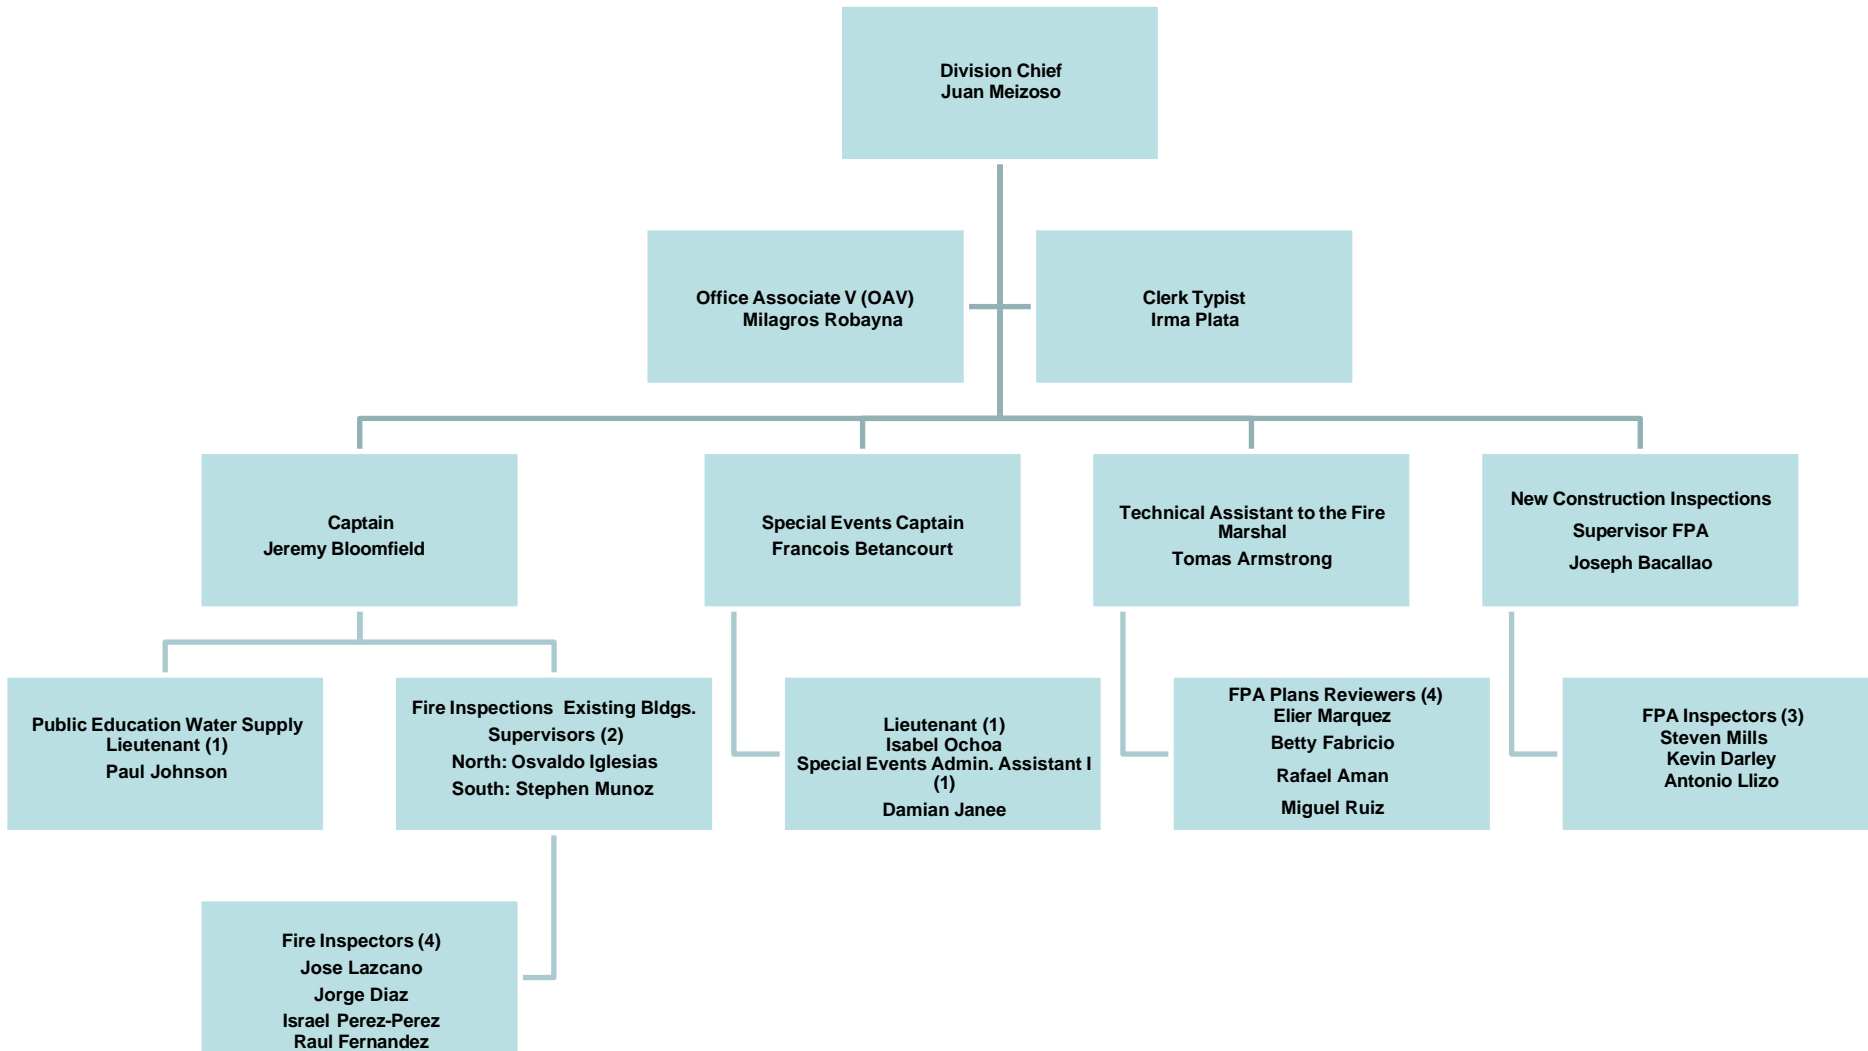 Division Chief
Juan Meizoso
Office Associate V (OAV)
Milagros Robayna
Clerk Typist
Irma Plata
Captain
Jeremy Bloomfield
Special Events Captain
Francois Betancourt
Technical Assistant to the Fire
Marshal
Tomas Armstrong
New Construction Inspections
Supervisor FPA
Joseph Bacallao
Public Education Water Supply
Lieutenant (1)
Paul Johnson
Fire Inspections Existing Bldgs.
Supervisors (2)
North: Osvaldo Iglesias
South: Stephen Munoz
Lieutenant (1)
Isabel Ochoa
Special Events Admin. Assistant I
(1)
Damian Janee
FPA Plans Reviewers (4)
Elier Marquez
Betty Fabricio
Rafael Aman
Miguel Ruiz
FPA Inspectors (3)
Steven Mills
Kevin Darley
Antonio Llizo
Fire Inspectors (4)
Jose Lazcano
Jorge Diaz
Israel Perez-Perez
Raul Fernandez